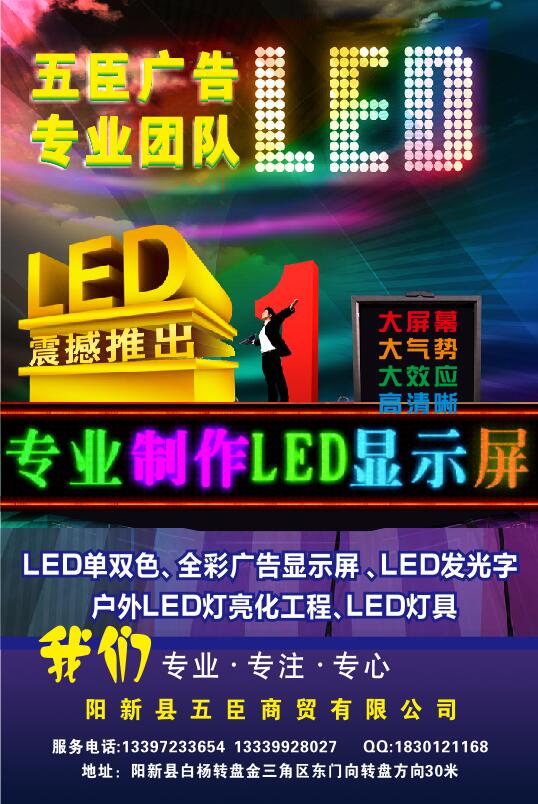 五臣广告
专业团队
LED
LED
震撼推出
1
大屏幕
大气势
大效应
高清晰
专业制作LED显示屏
LED单双色、全彩广告显示屏、LED发光字
户外LED灯亮化工程、LED灯具
我们 专业·专注·专心
阳新县五臣商贸有限公司
服务电话:13397233654 13339928027 QQ:1830121168
地址：阳新县白杨转盘金三角区东门向转盘方向30米